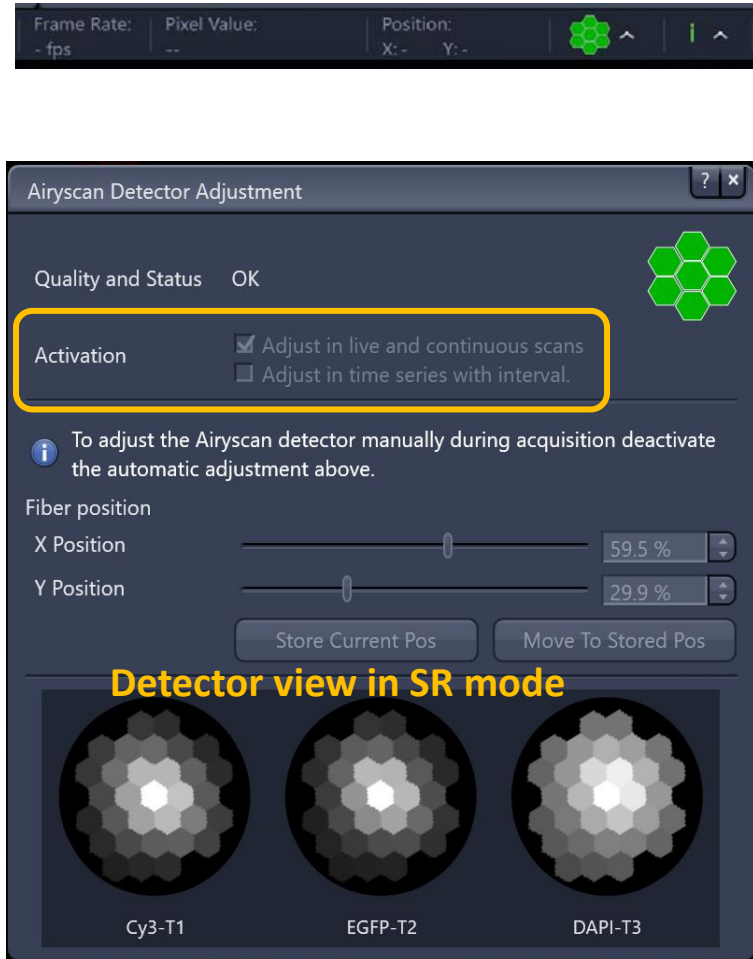 Frame Rate: Pixel Value: Position:
- fps -- X: - Y: -
i
Airyscan Detector Adjustment ? ×
Quality and Status OK
Activation Adjust in live and continuous scans
Adjust in time series with interval.
i To adjust the Airyscan detector manually during acquisition deactivate
the automatic adjustment above.
Fiber position
X Position 59.5 %
Y Position 29.9 %
Store Current Pos Move To Stored Pos
Detector view in SR mode
Cy3-T1 EGFP-T2 DAPI-T3